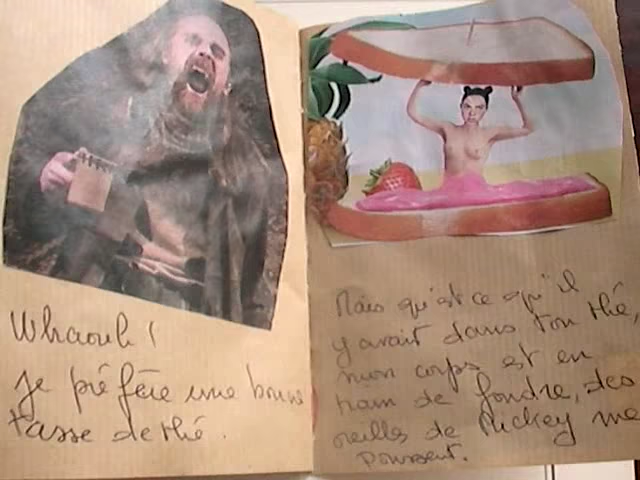 Whaouh !
je préfère une bonne
tasse de thé.
Mais qu'est ce qu'il
y avait dans ton thé,
mon corps est en
train de fondre, des
oreilles de Mickey me
poussent.